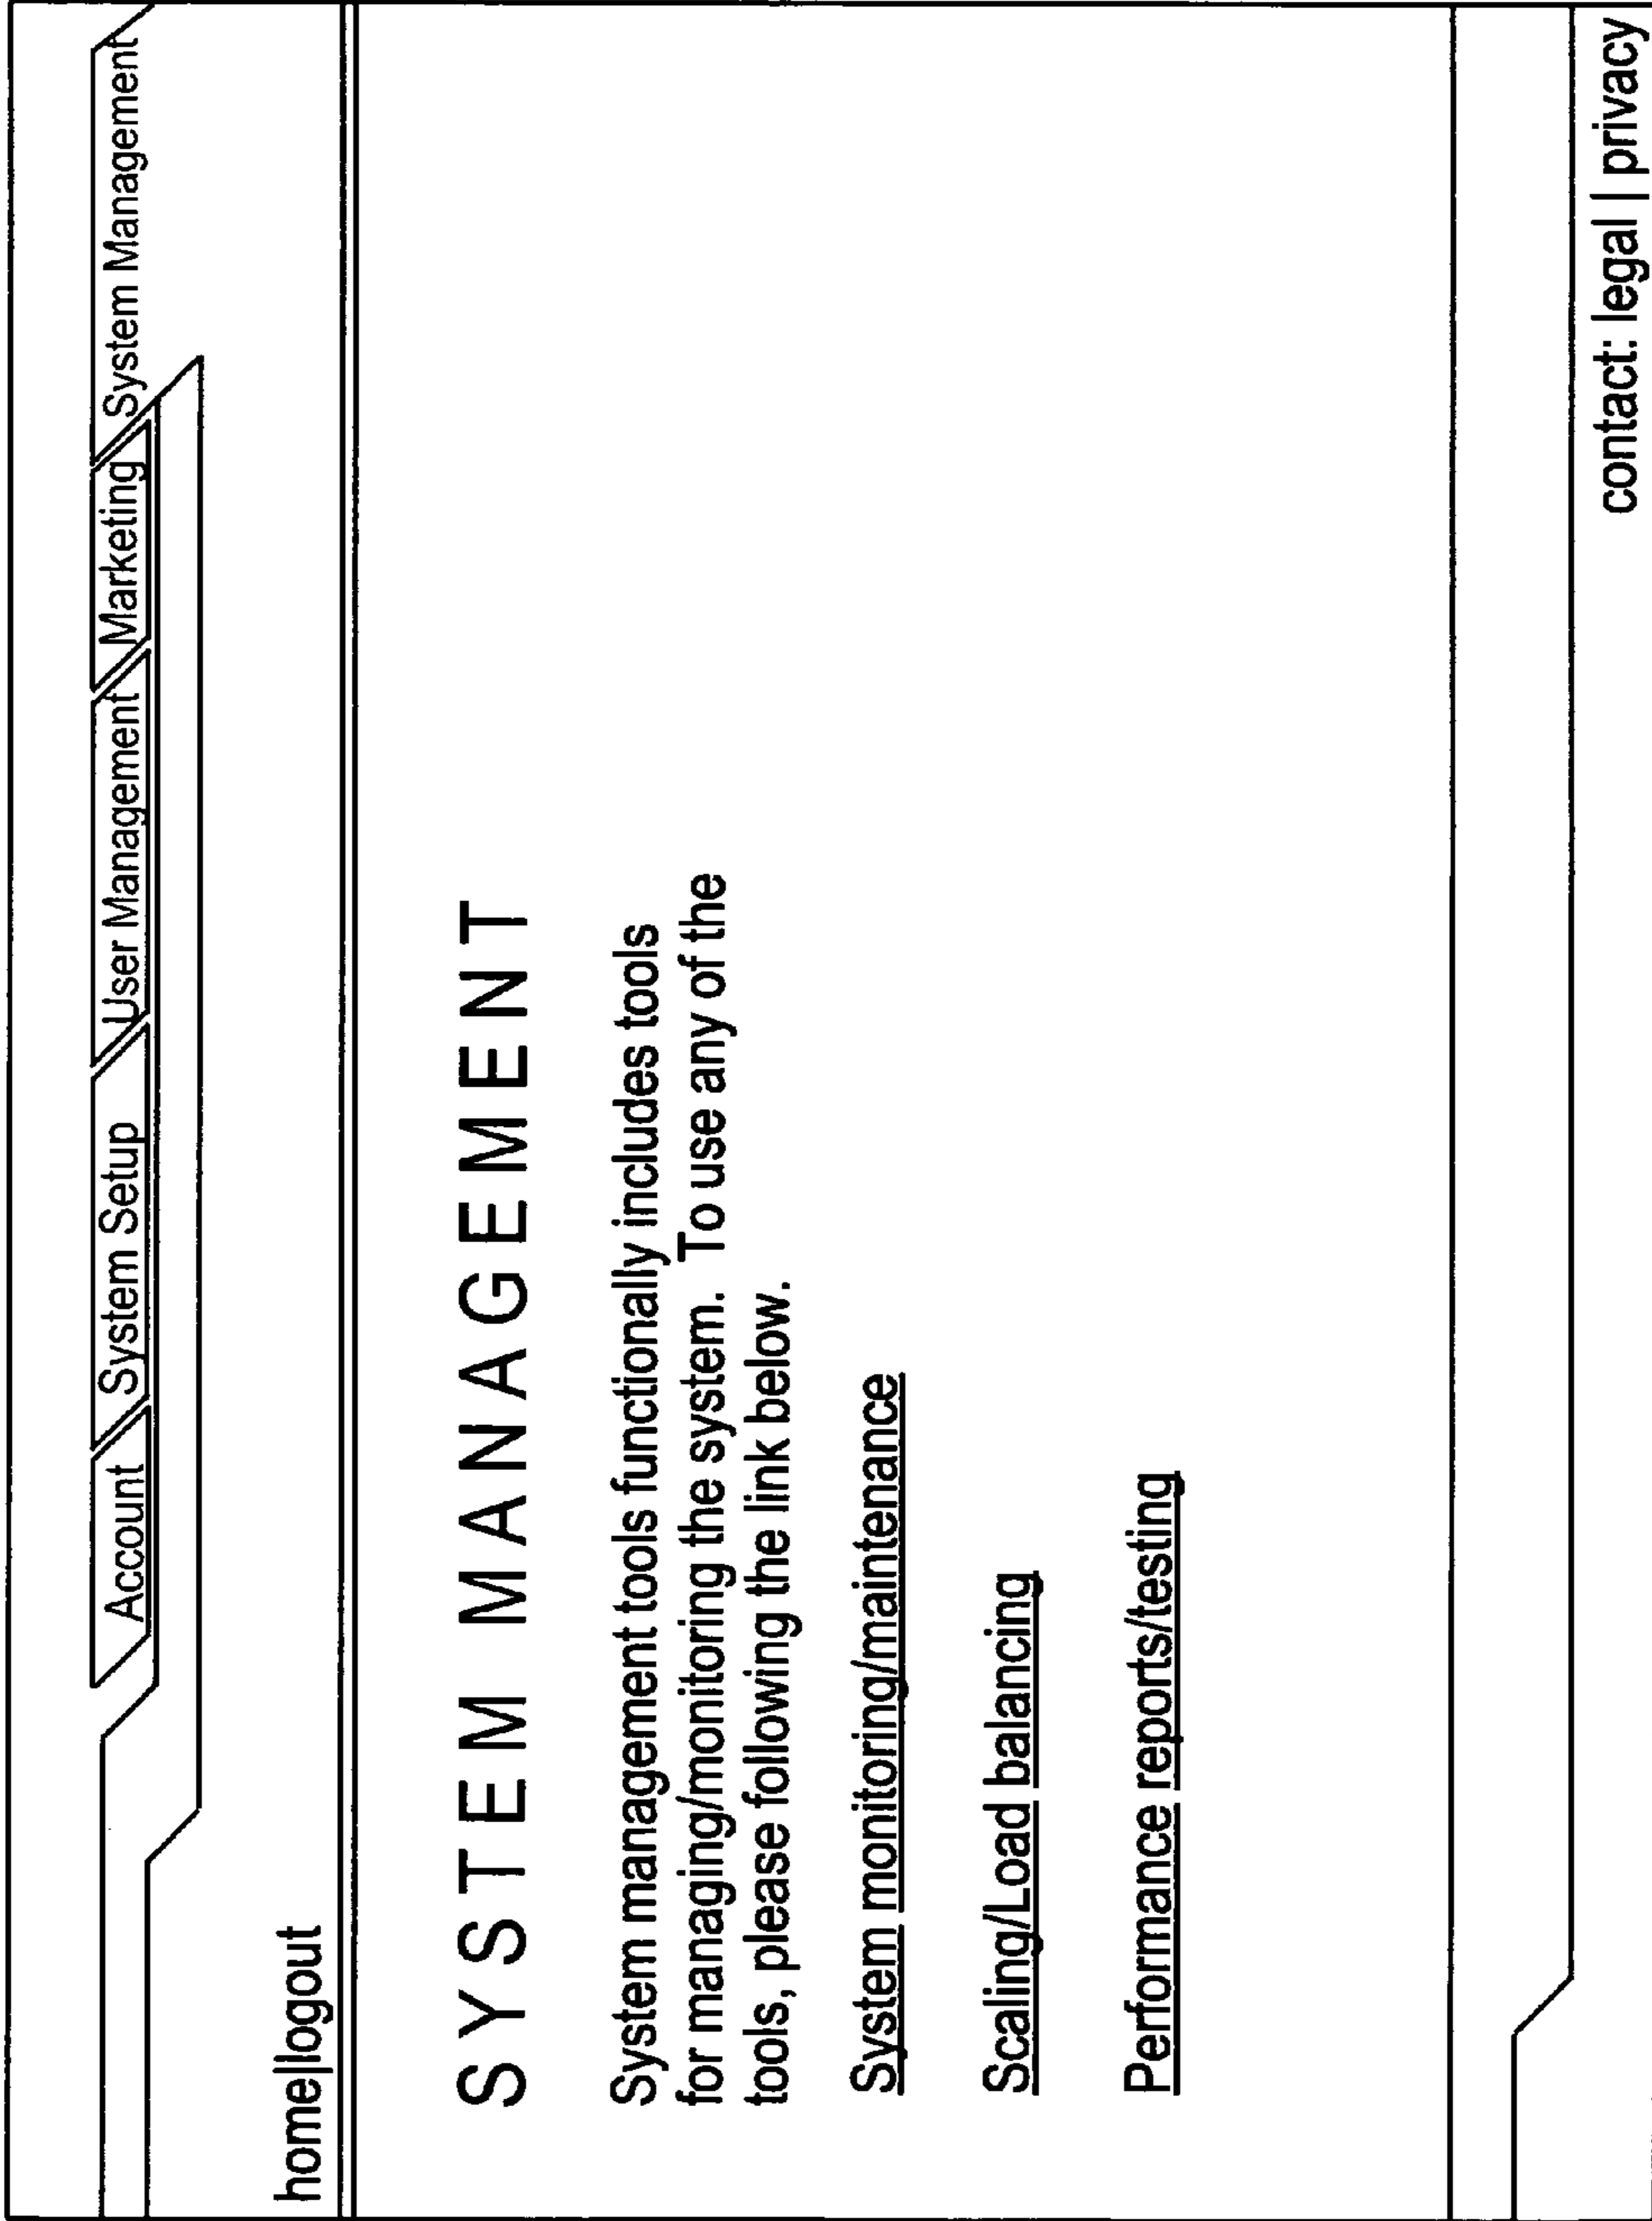 Account System Setup User Management Marketing System Management
home|logout
SYSTEM MANAGEMENT
System management tools functionally includes tools
for managing/monitoring the system. To use any of the
tools, please following the link below.
System monitoring/maintenance
Scaling/Load balancing
Performance reports/testing
contact: legal | privacy